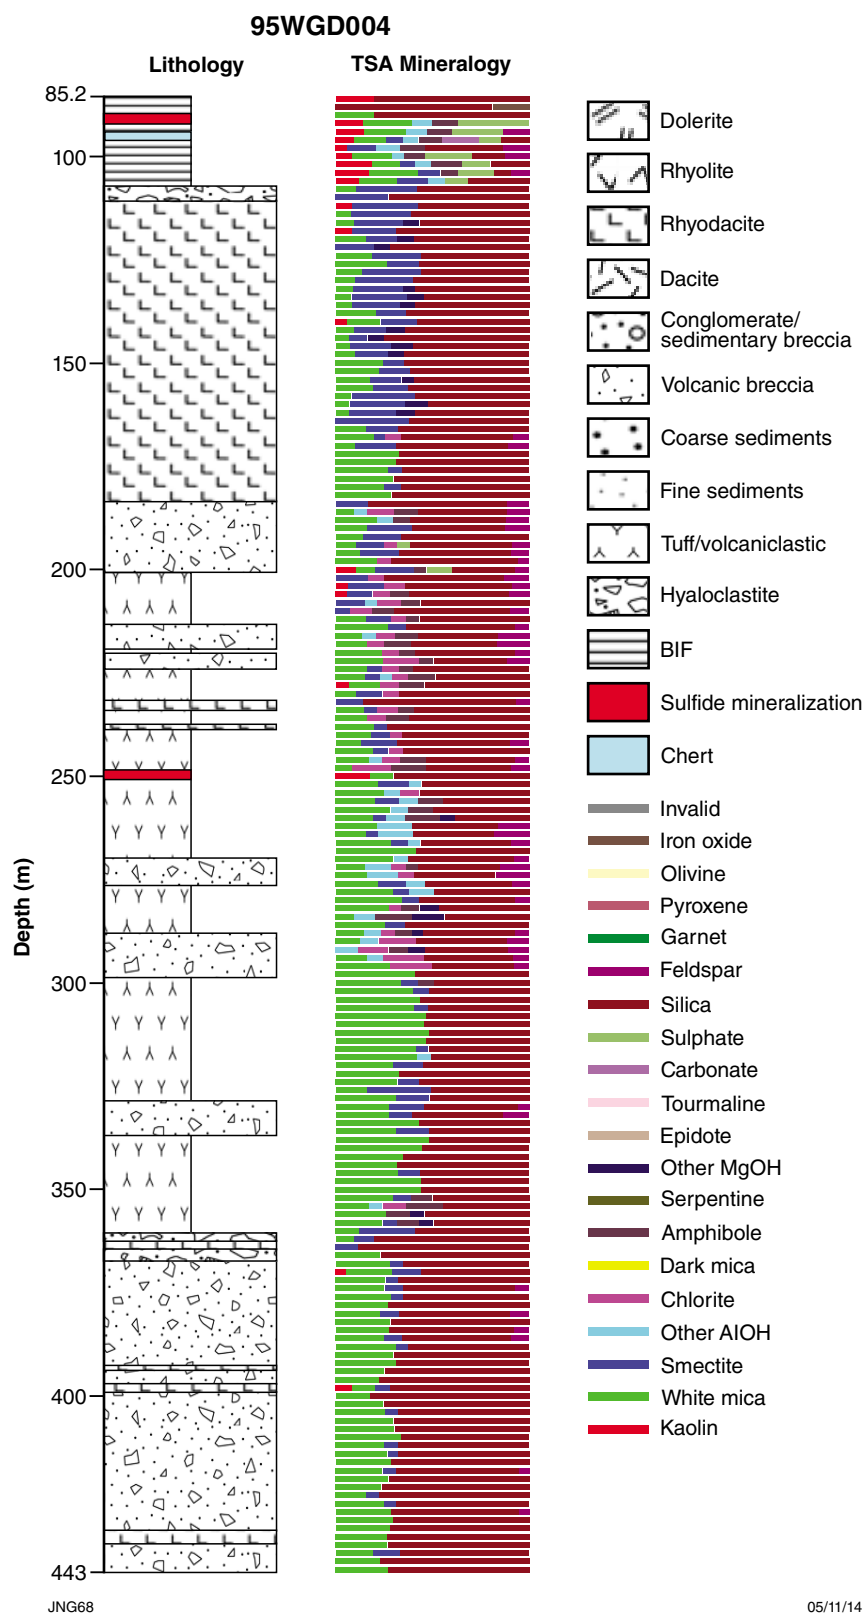 95WGD004
Lithology
TSA Mineralogy
85.2
100
150
200
250
300
350
400
443
Depth (m)
Dolerite
Rhyolite
Rhyodacite
Dacite
Conglomerate/
sedimentary breccia
Volcanic breccia
Coarse sediments
Fine sediments
Tuff/volcaniclastic
Hyaloclastite
BIF
Sulfide mineralization
Chert
Invalid
Iron oxide
Olivine
Pyroxene
Garnet
Feldspar
Silica
Sulphate
Carbonate
Tourmaline
Epidote
Other MgOH
Serpentine
Amphibole
Dark mica
Chlorite
Other AlOH
Smectite
White mica
Kaolin
JNG68
05/11/14